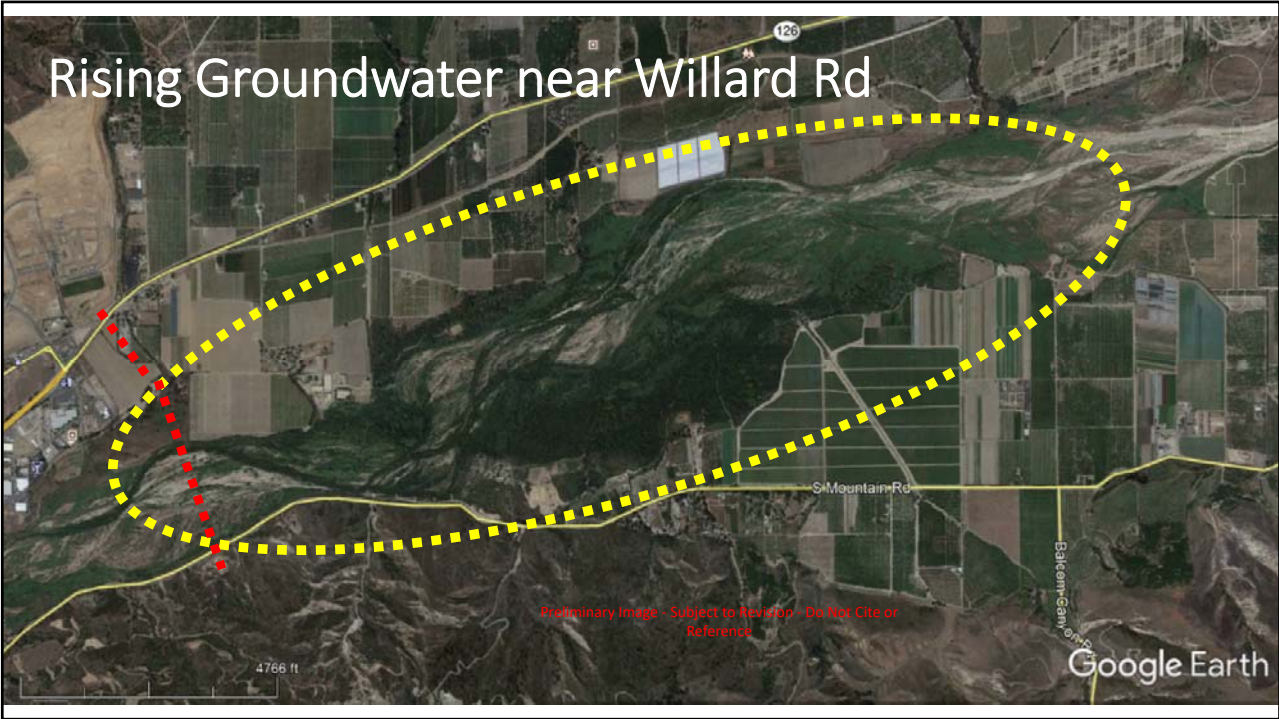 126
Rising Groundwater near Willard Rd
S Mountain Rd
Balcom Canyon R
Preliminary Image - Subject to Revision - Do Not Cite or
Reference
4766 ft
Google Earth